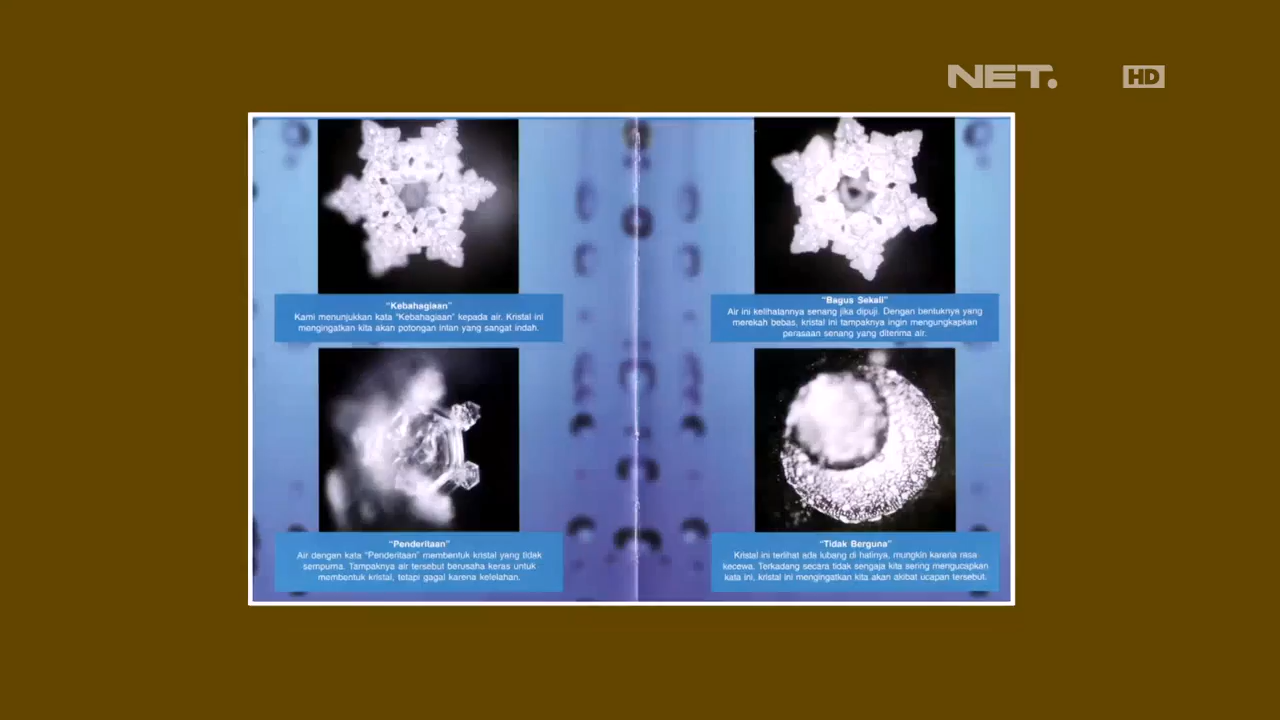 NET.
HD
"Kebahagiaan"
Kami menunjukkan kata "Kebahagiaan" kepada air. Kristal ini
mengingatkan kita akan potongan intan yang sangat indah.
"Bagus Sekali"
Air ini kelihatannya senang jika dipuji. Dengan bentuknya yang
merekah bebas, kristal ini tampaknya ingin mengungkapkan
perasaan senang yang diterima air.
"Penderitaan"
Air dengan kata "Penderitaan" membentuk kristal yang tidak
sempurna. Tampaknya air tersebut berusaha keras untuk
membentuk kristal, tetapi gagal karena kelelahan.
"Tidak Berguna"
Kristal ini terlihat ada lubang di hatinya, mungkin karena rasa
kecewa. Terkadang secara tidak sengaja kita sering mengucapkan
kata ini, kristal ini mengingatkan kita akan akibat ucapan tersebut.